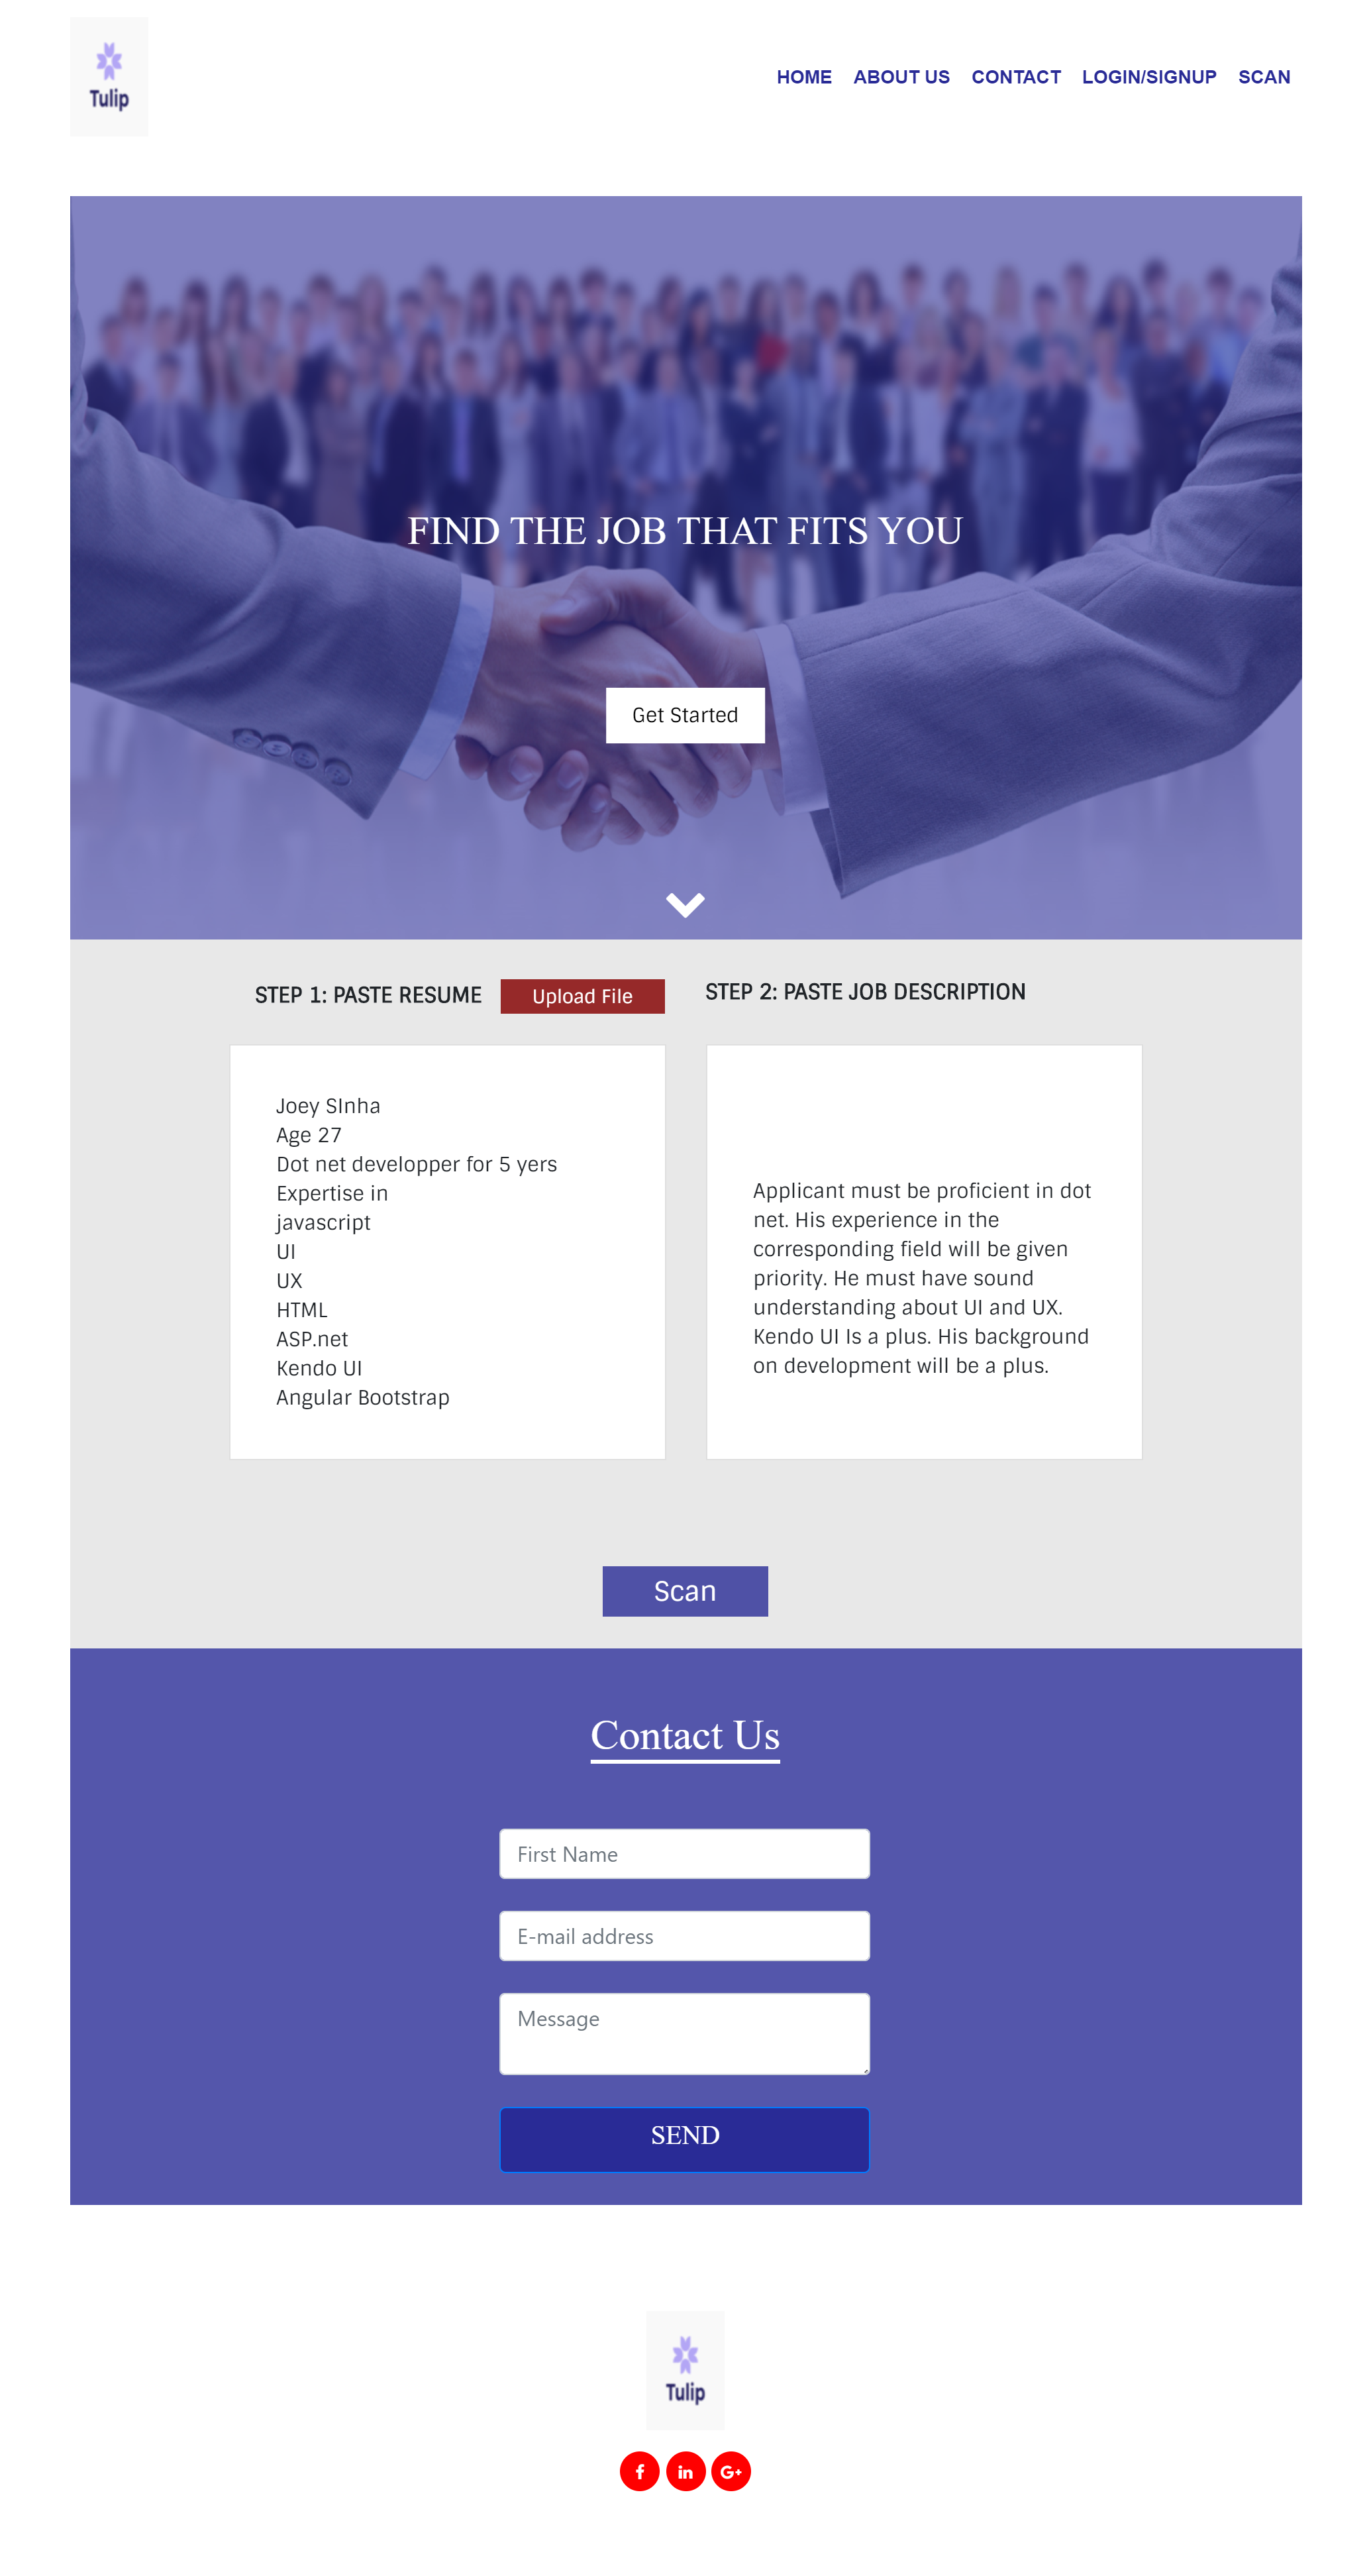 Tulip
HOME ABOUT US CONTACT LOGIN/SIGNUP SCAN
FIND THE JOB THAT FITS YOU
Get Started
STEP 1: PASTE RESUME
Upload File
STEP 2: PASTE JOB DESCRIPTION
Joey SInha
Age 27
Dot net developper for 5 yers
Expertise in
javascript
UI
UX
HTML
ASP.net
Kendo UI
Angular Bootstrap
Applicant must be proficient in dot
net. His experience in the
corresponding field will be given
priority. He must have sound
understanding about UI and UX.
Kendo UI Is a plus. His background
on development will be a plus.
Scan
Contact Us
First Name
E-mail address
Message
SEND
Tulip
f in G+